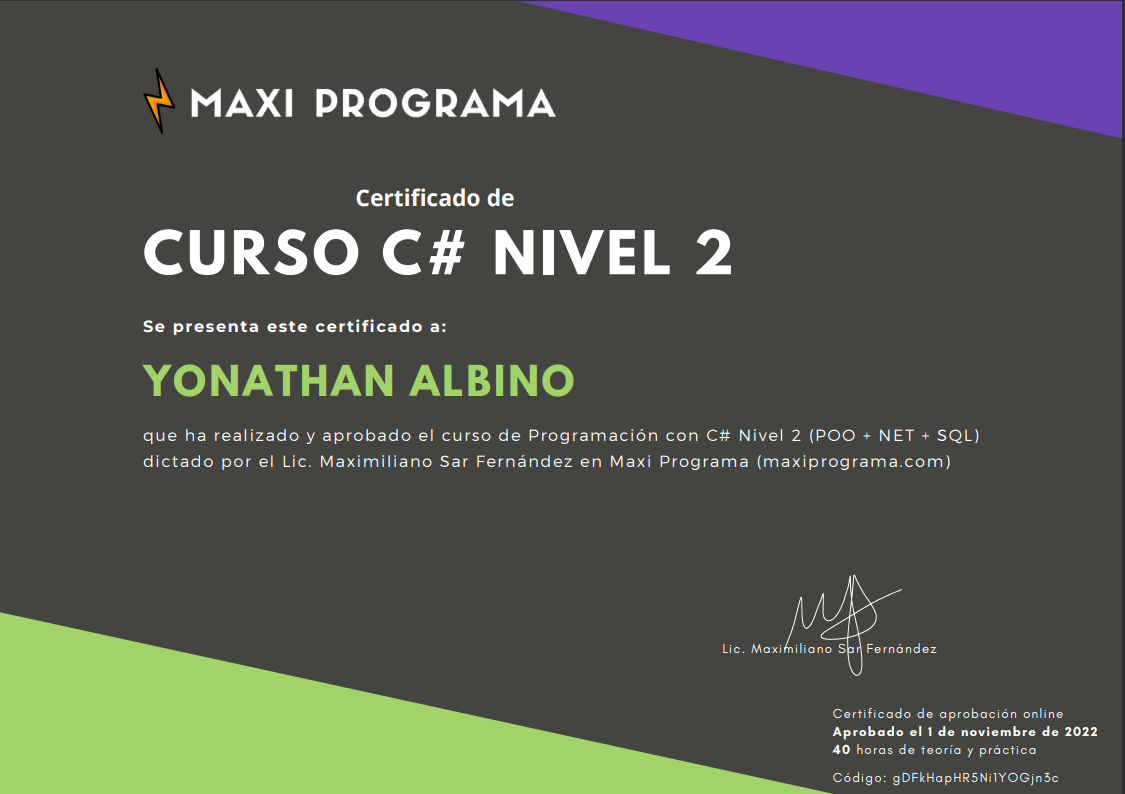 MAXI PROGRAMA
Certificado de
CURSO C# NIVEL 2
Se presenta este certificado a:
YONATHAN ALBINO
que ha realizado y aprobado el curso de Programación con C# Nivel 2 (POO + NET + SQL)
dictado por el Lic. Maximiliano Sar Fernández en Maxi Programa (maxiprograma.com)
Lic. Maximiliano Sar Fernández
Certificado de aprobación online
Aprobado el 1 de noviembre de 2022
40 horas de teoría y práctica
Código: gDFkHapHR5Ni1YOGjn3c